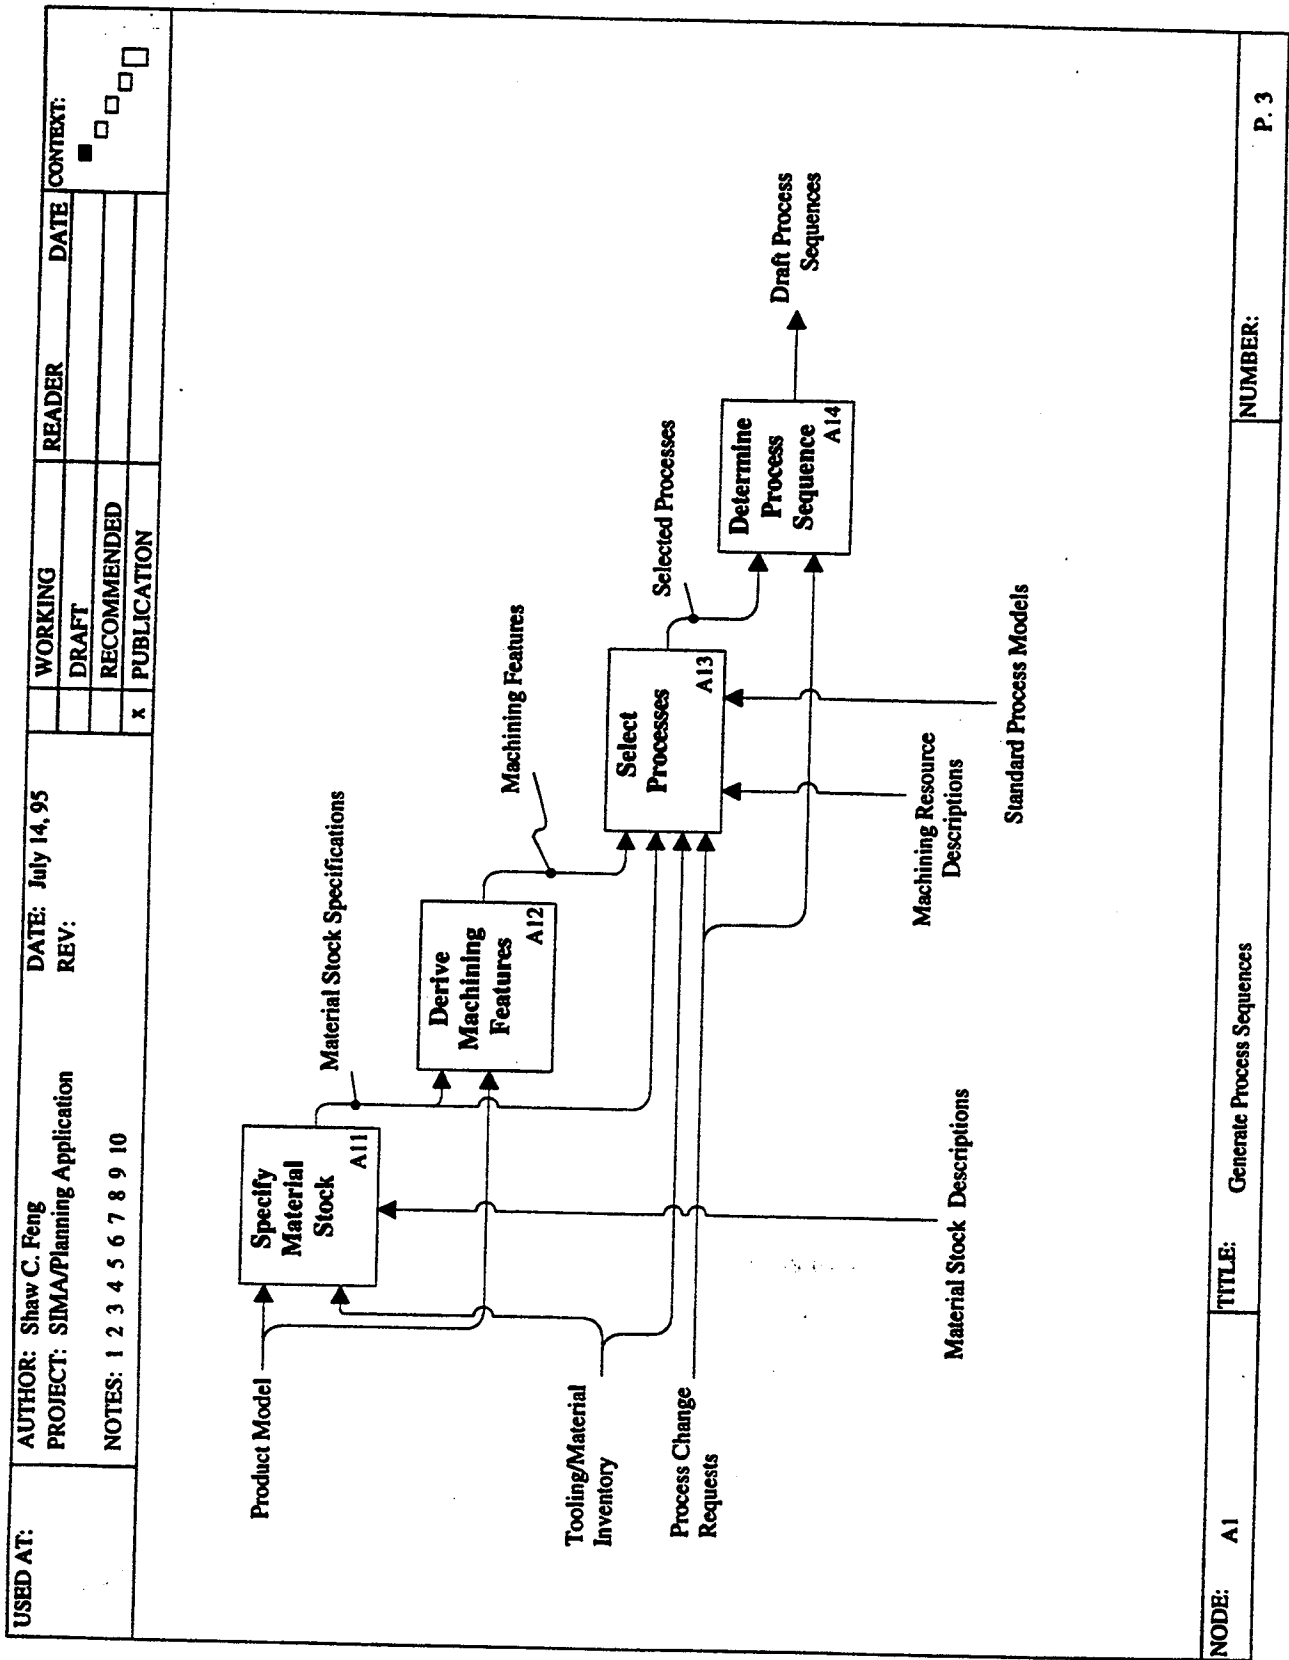 USED AT:
AUTHOR: Shaw C. Feng
PROJECT: SIMA/Planning Application
NOTES: 1 2 3 4 5 6 7 8 9 10
DATE: July 14, 95
REV:
WORKING
DRAFT
RECOMMENDED
x PUBLICATION
READER DATE
CONTEXT:
Product Model
Specify
Material
Stock
A11
Material Stock Specifications
Derive
Machining
Features
A12
Machining Features
Tooling/Material
Inventory
Process Change
Requests
Select
Processes
A13
Selected Processes
Determine
Process
Sequence
A14
Draft Process
Sequences
Material Stock Descriptions
Machining Resource
Descriptions
Standard Process Models
NODE: A1
TITLE: Generate Process Sequences
NUMBER:
P. 3